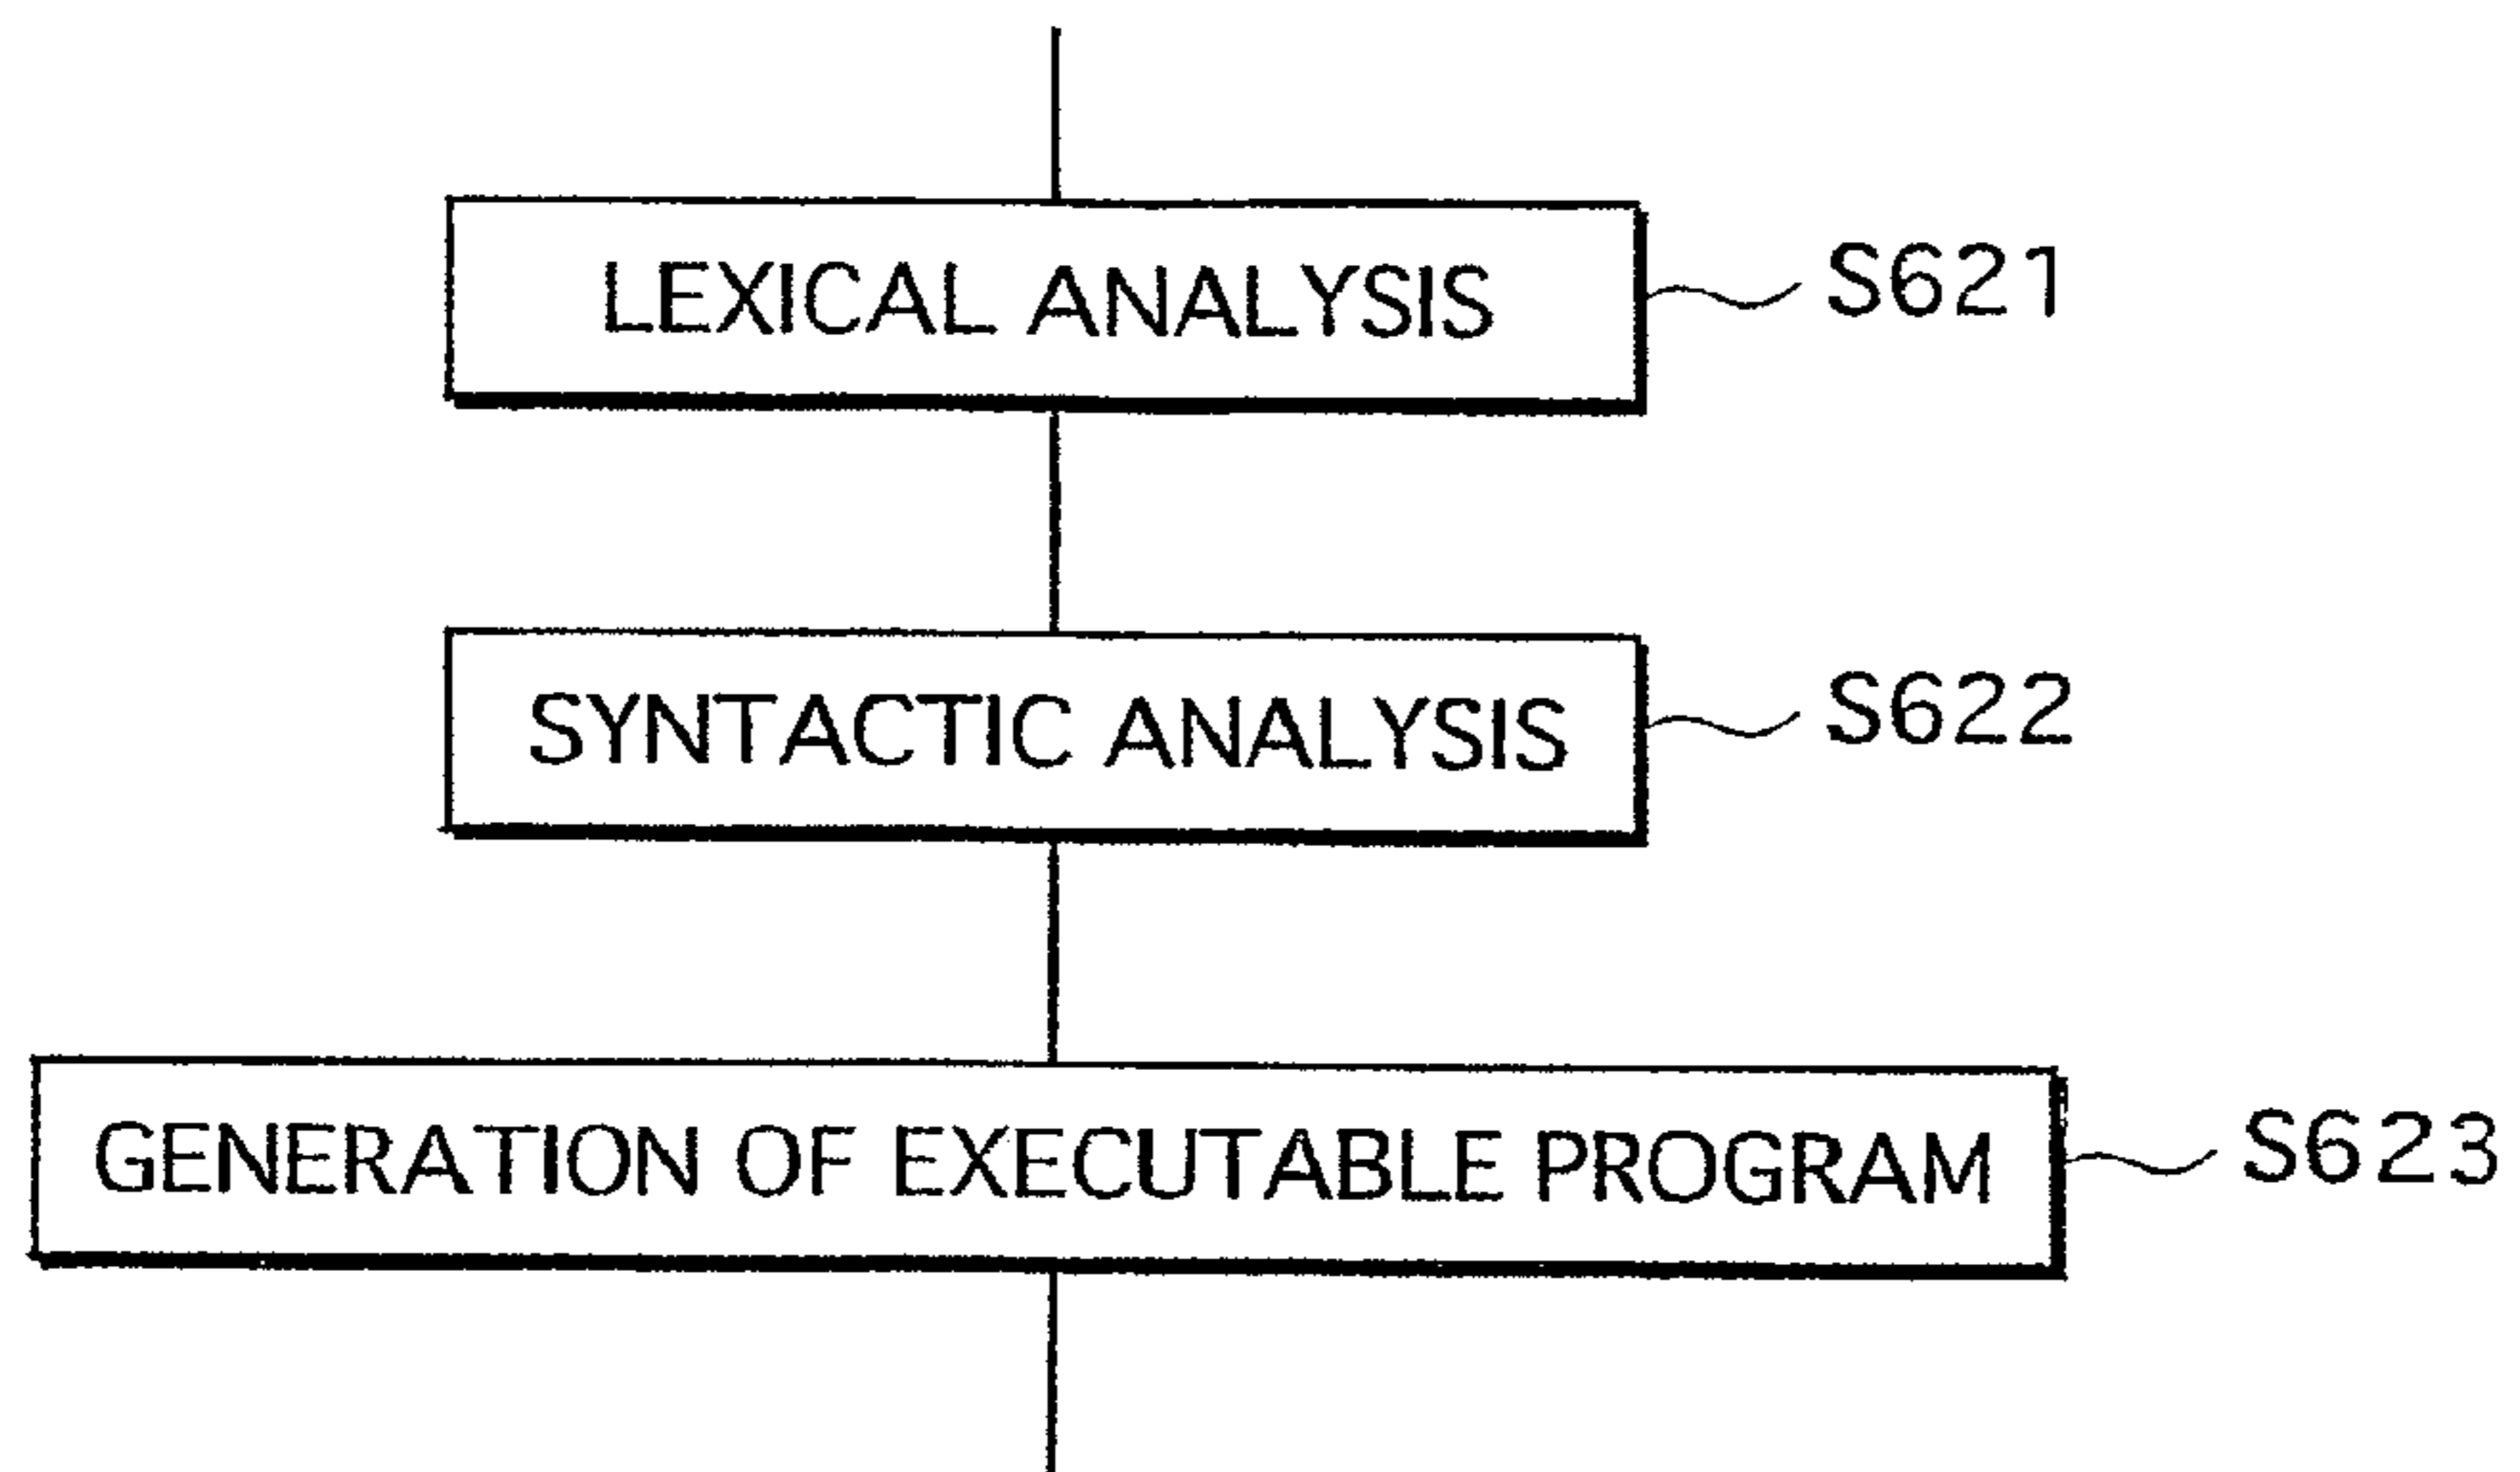 LEXICAL ANALYSIS S621
SYNTACTIC ANALYSIS S622
GENERATION OF EXECUTABLE PROGRAM S623